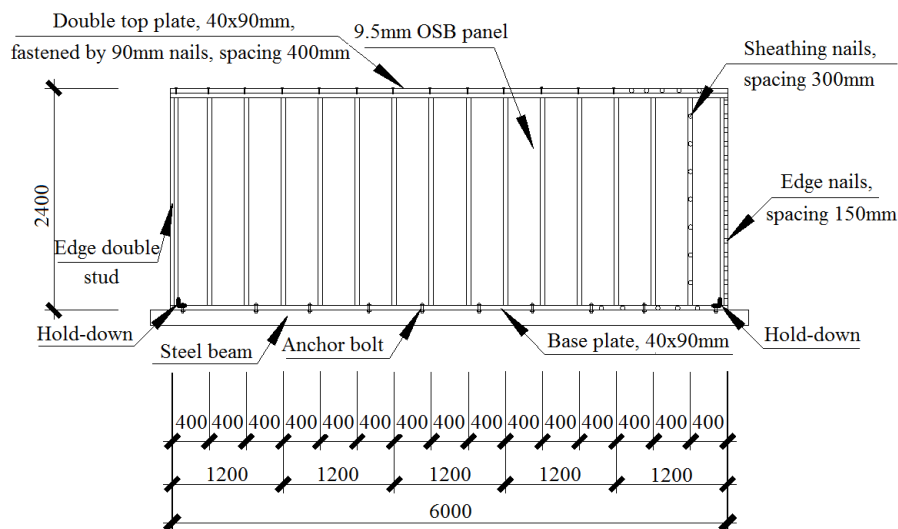 Double top plate, 40x90mm,
fastened by 90mm nails, spacing 400mm
9.5mm OSB panel
Sheathing nails,
spacing 300mm
2400
Edge nails,
spacing 150mm
Edge double
stud
Hold-down
Steel beam
Anchor bolt
Base plate, 40x90mm
Hold-down
400 400 400 400 400 400 400 400 400 400 400 400 400 400 400
1200 1200 1200 1200 1200
6000